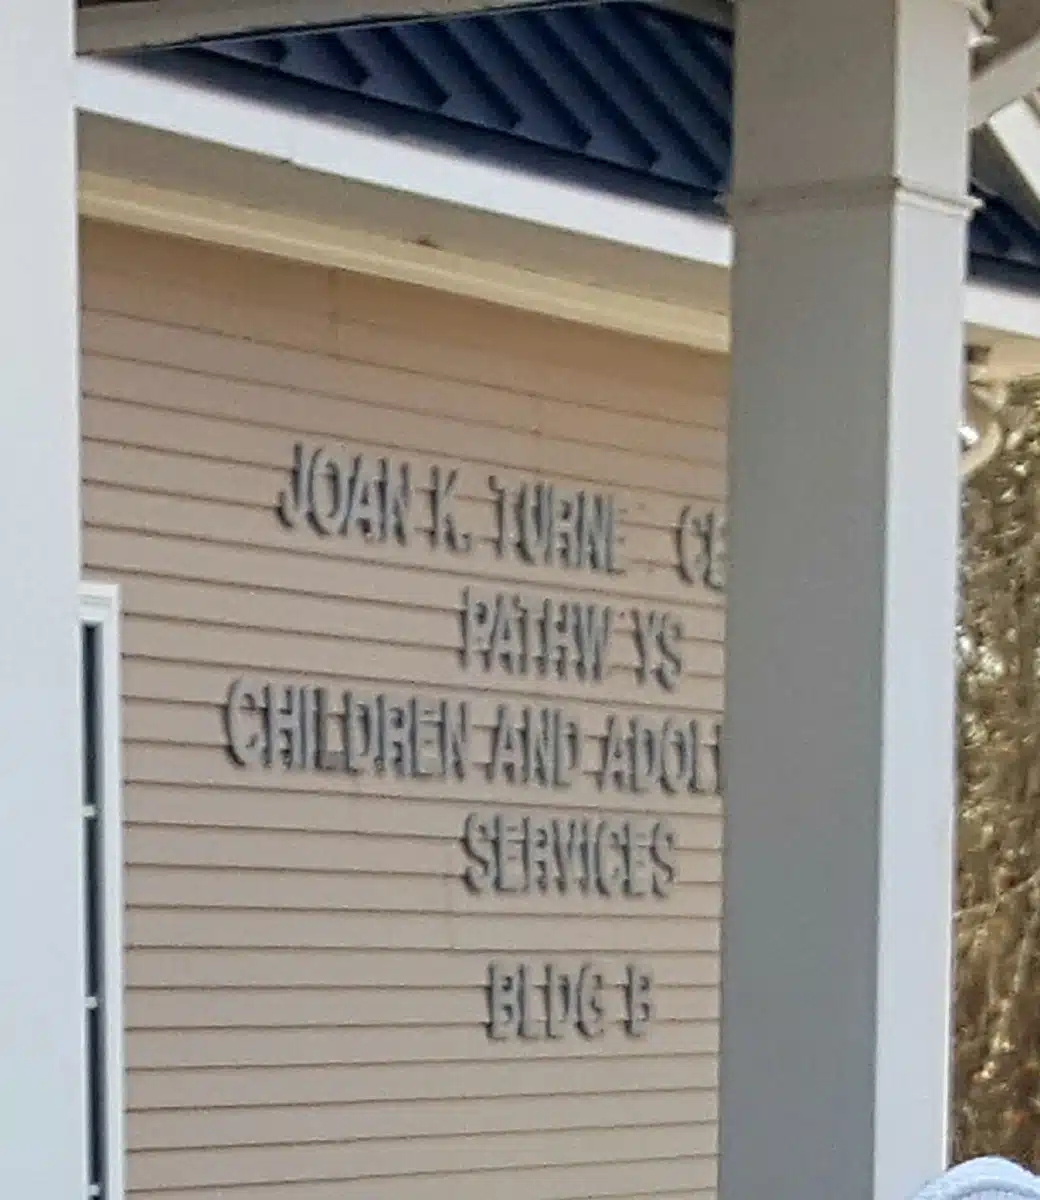 JOAN K. TURNE CE
PATHW YS
CHILDREN AND ADOL
SERVICES
BLDG B